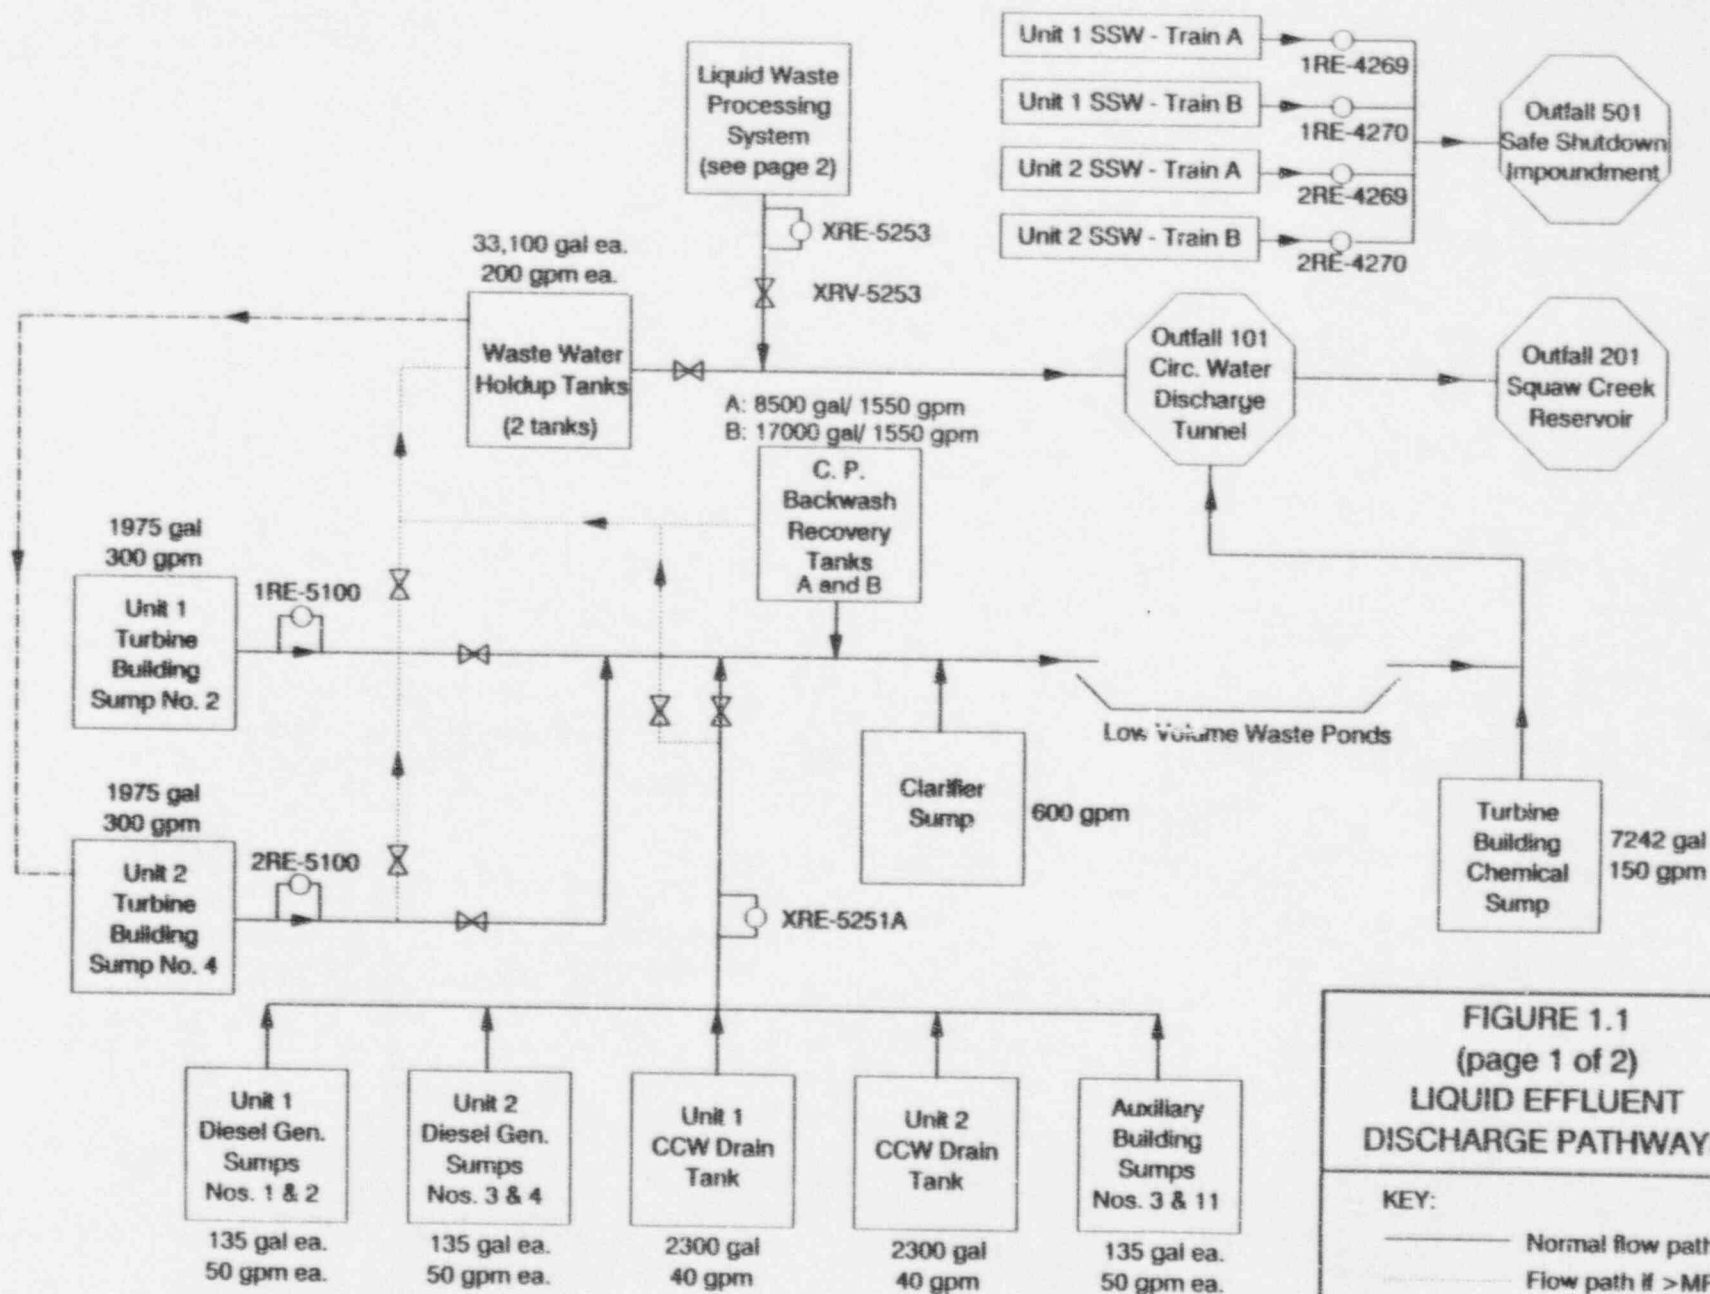 Unit 1 SSW - Train A
1RE-4269
Unit 1 SSW - Train B
1RE-4270
Unit 2 SSW - Train A
2RE-4269
Unit 2 SSW - Train B
2RE-4270
Outfall 501
Safe Shutdown
Impoundment
Liquid Waste
Processing
System
(see page 2)
XRE-5253
XRV-5253
33,100 gal ea.
200 gpm ea.
Waste Water
Holdup Tanks
(2 tanks)
Outfall 101
Circ. Water
Discharge
Tunnel
Outfall 201
Squaw Creek
Reservoir
A: 8500 gal/ 1550 gpm
B: 17000 gal/ 1550 gpm
C. P.
Backwash
Recovery
Tanks
A and B
1975 gal
300 gpm
Unit 1
Turbine
Building
Sump No. 2
1RE-5100
1975 gal
300 gpm
Unit 2
Turbine
Building
Sump No. 4
2RE-5100
Low Volume Waste Ponds
Clarifier
Sump
600 gpm
Turbine
Building
Chemical
Sump
7242 gal
150 gpm
XRE-5251A
Unit 1
Diesel Gen.
Sumps
Nos. 1 & 2
135 gal ea.
50 gpm ea.
Unit 2
Diesel Gen.
Sumps
Nos. 3 & 4
135 gal ea.
50 gpm ea.
Unit 1
CCW Drain
Tank
2300 gal
40 gpm
Unit 2
CCW Drain
Tank
2300 gal
40 gpm
Auxiliary
Building
Sumps
Nos. 3 & 11
135 gal ea.
50 gpm ea.
FIGURE 1.1
(page 1 of 2)
LIQUID EFFLUENT
DISCHARGE PATHWAY
KEY:
Normal flow path
Flow path if >MP